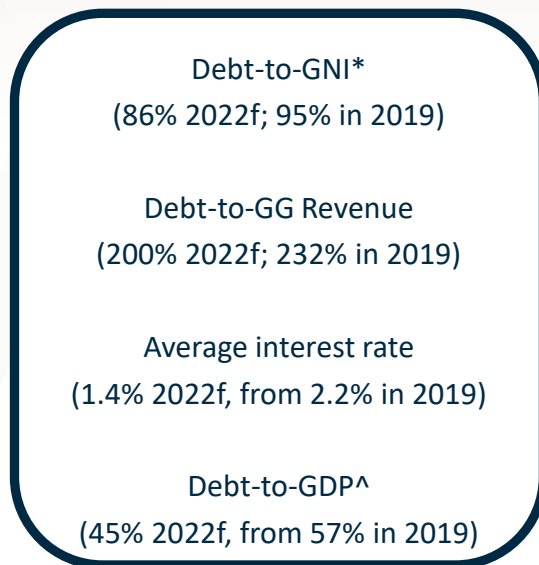 Debt-to-GNI*
(86% 2022f; 95% in 2019)
Debt-to-GG Revenue
(200% 2022f; 232% in 2019)
Average interest rate
(1.4% 2022f, from 2.2% in 2019)
Debt-to-GDP^
(45% 2022f, from 57% in 2019)